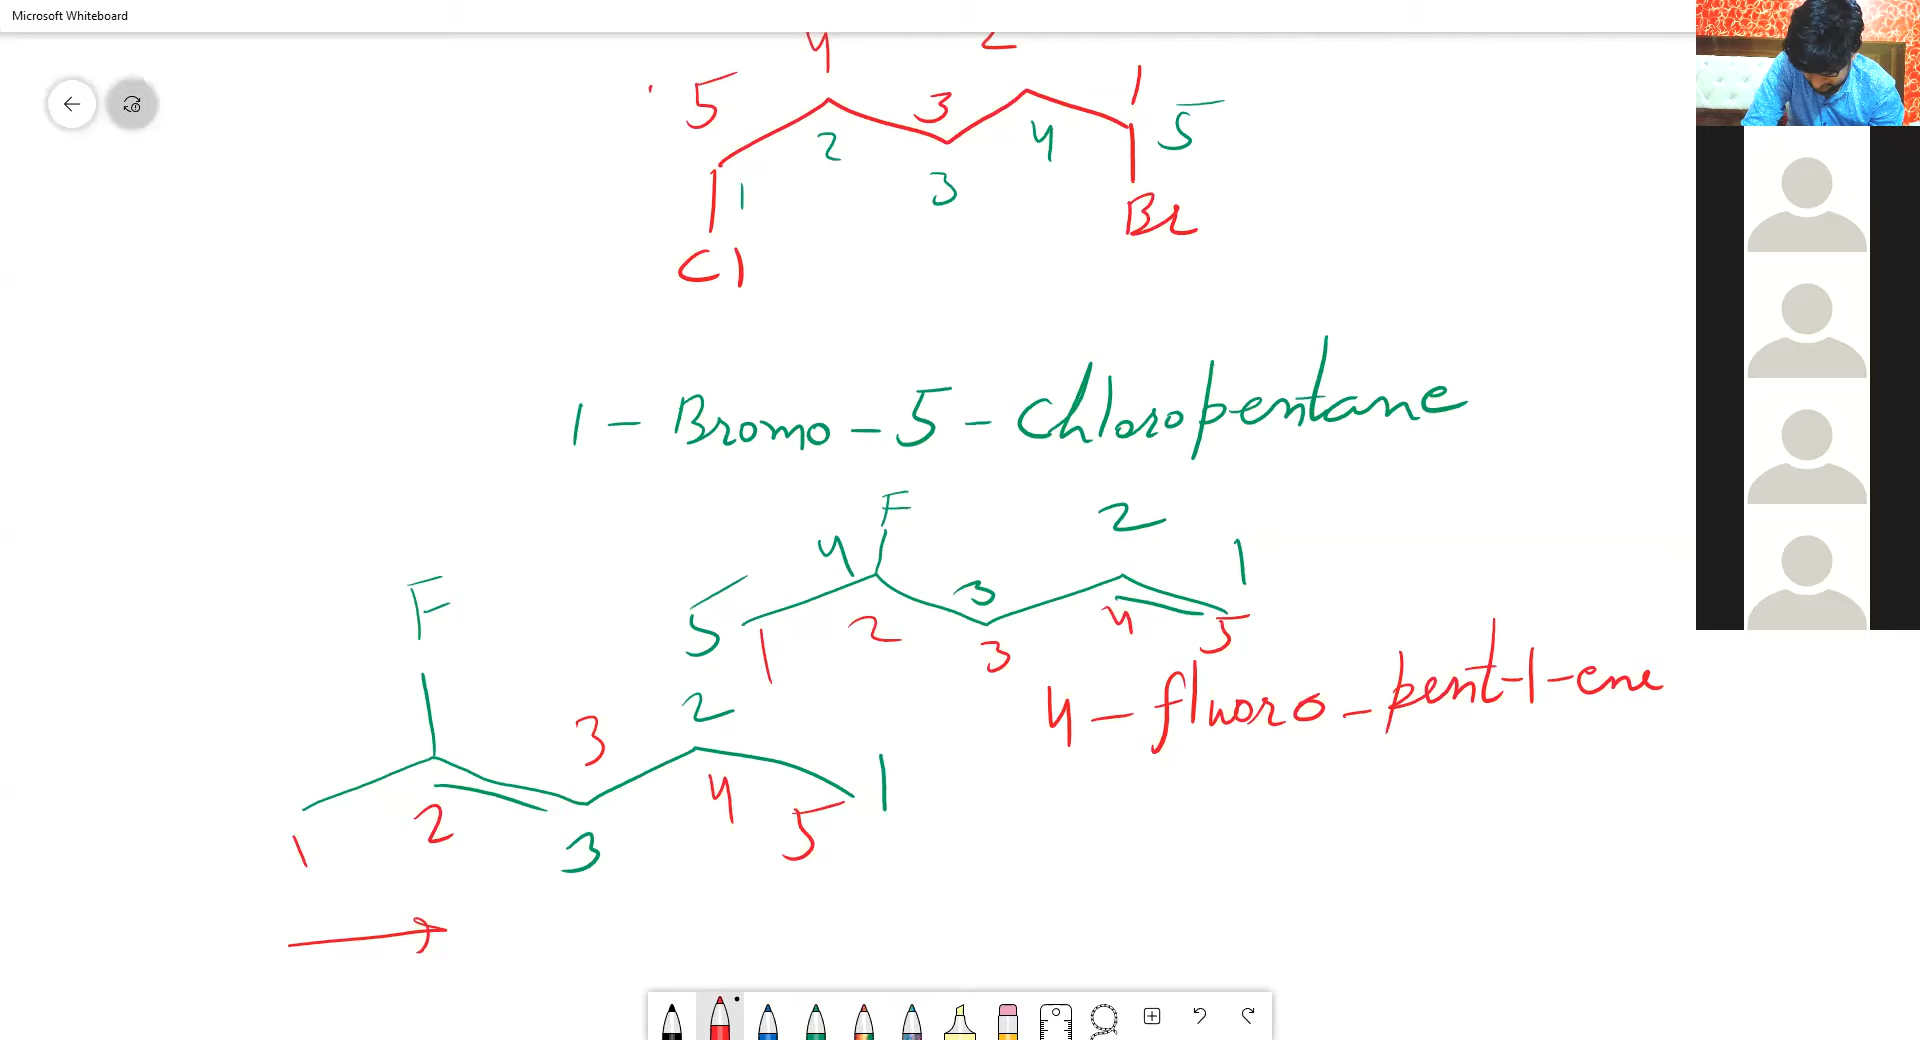 Microsoft Whiteboard
4 2
5 3 1 5
2 4
1 3
Cl Br
1 - Bromo - 5 - Chloropentane
F
4 2
F 5 3 1
1 2 3 4 5
2
3 4 - fluoro - pent-1-ene
1 2 4 5 1
3